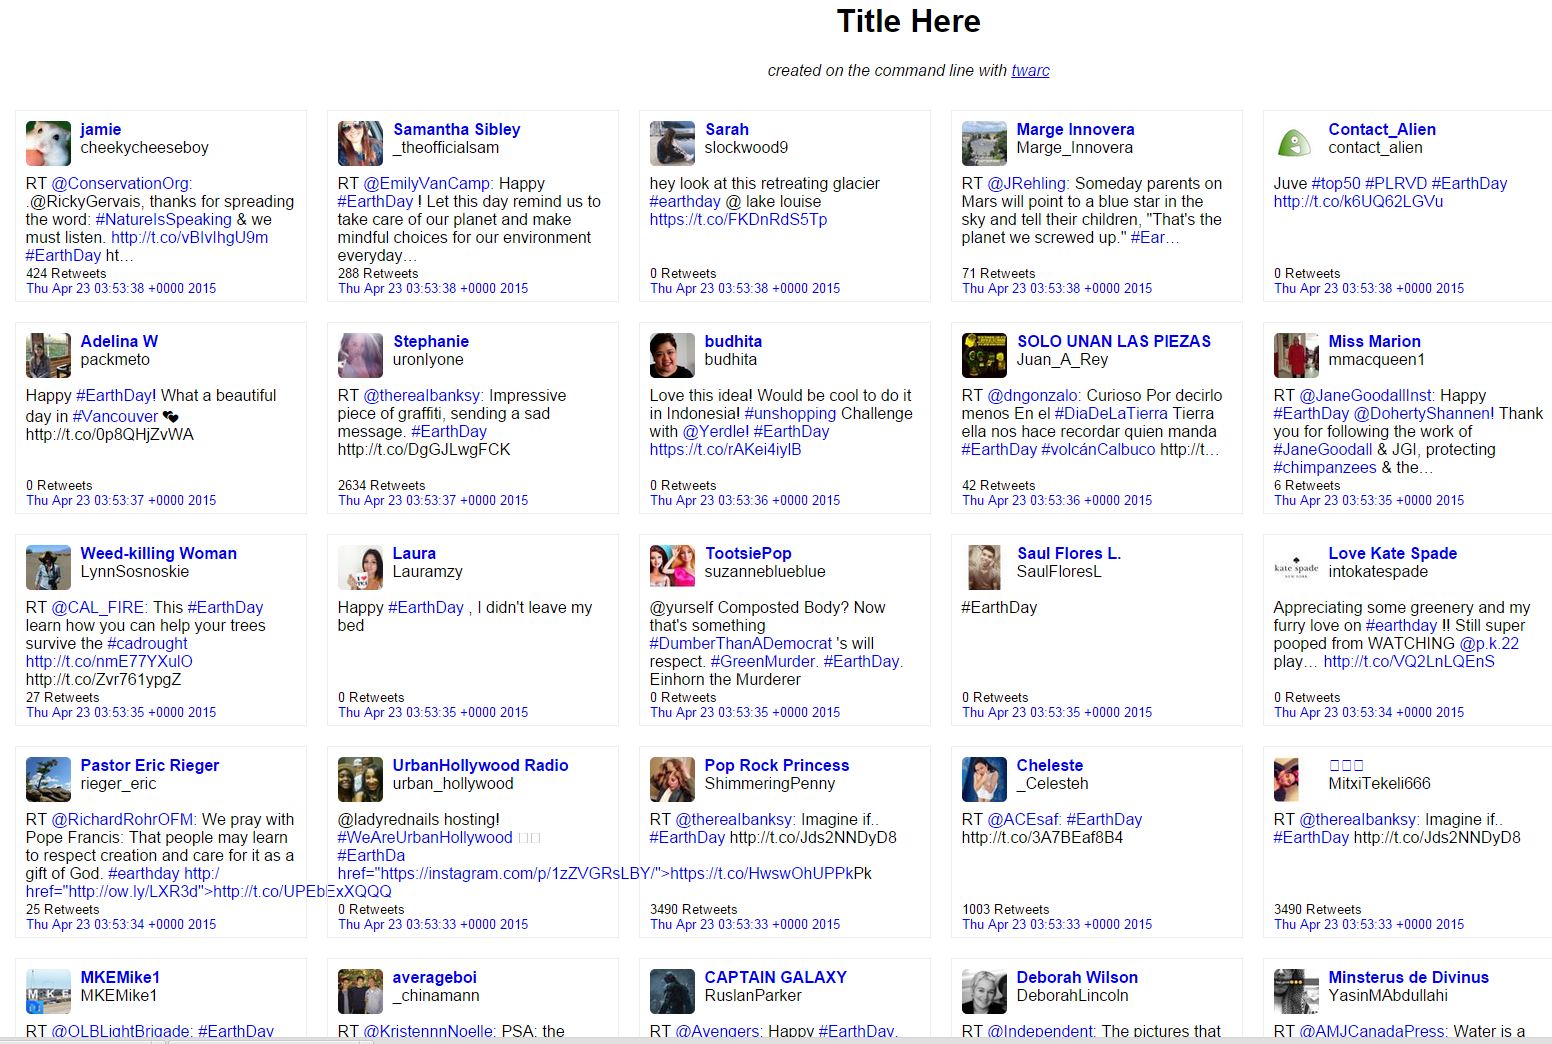 Title Here
created on the command line with twarc
jamie
cheekycheeseboy
RT @ConservationOrg:
.@RickyGervais, thanks for spreading
the word: #NatureIsSpeaking & we
must listen. http://t.co/vBIvIhgU9m
#EarthDay ht…
424 Retweets
Thu Apr 23 03:53:38 +0000 2015
Samantha Sibley
_theofficialsam
RT @EmilyVanCamp: Happy
#EarthDay ! Let this day remind us to
take care of our planet and make
mindful choices for our environment
everyday…
288 Retweets
Thu Apr 23 03:53:38 +0000 2015
Sarah
slockwood9
hey look at this retreating glacier
#earthday @ lake louise
https://t.co/FKDnRdS5Tp
0 Retweets
Thu Apr 23 03:53:38 +0000 2015
Marge Innovera
Marge_Innovera
RT @JRehling: Someday parents on
Mars will point to a blue star in the
sky and tell their children, "That's the
planet we screwed up." #Ear…
71 Retweets
Thu Apr 23 03:53:38 +0000 2015
Contact_Alien
contact_alien
Juve #top50 #PLRVD #EarthDay
http://t.co/k6UQ62LGVu
0 Retweets
Thu Apr 23 03:53:38 +0000 2015
Adelina W
packmeto
Happy #EarthDay! What a beautiful
day in #Vancouver 💕
http://t.co/0p8QHjZvWA
0 Retweets
Thu Apr 23 03:53:37 +0000 2015
Stephanie
uronlyone
RT @therealbanksy: Impressive
piece of graffiti, sending a sad
message. #EarthDay
http://t.co/DgGJLwgFCK
2634 Retweets
Thu Apr 23 03:53:37 +0000 2015
budhita
budhita
Love this idea! Would be cool to do it
in Indonesia! #unshopping Challenge
with @Yerdle! #EarthDay
https://t.co/rAKei4iylB
0 Retweets
Thu Apr 23 03:53:36 +0000 2015
SOLO UNAN LAS PIEZAS
Juan_A_Rey
RT @dngonzalo: Curioso Por decirlo
menos En el #DiaDeLaTierra Tierra
ella nos hace recordar quien manda
#EarthDay #volcánCalbuco http://t…
42 Retweets
Thu Apr 23 03:53:36 +0000 2015
Miss Marion
mmacqueen1
RT @JaneGoodallInst: Happy
#EarthDay @DohertyShannen! Thank
you for following the work of
#JaneGoodall & JGI, protecting
#chimpanzees & the…
6 Retweets
Thu Apr 23 03:53:35 +0000 2015
Weed-killing Woman
LynnSosnoskie
RT @CAL_FIRE: This #EarthDay
learn how you can help your trees
survive the #cadrought
http://t.co/nmE77YXulO
http://t.co/Zvr761ypgZ
27 Retweets
Thu Apr 23 03:53:35 +0000 2015
Laura
Lauramzy
Happy #EarthDay , I didn't leave my
bed
0 Retweets
Thu Apr 23 03:53:35 +0000 2015
TootsiePop
suzanneblueblue
@yurself Composted Body? Now
that's something
#DumberThanADemocrat 's will
respect. #GreenMurder. #EarthDay.
Einhorn the Murderer
0 Retweets
Thu Apr 23 03:53:35 +0000 2015
Saul Flores L.
SaulFloresL
#EarthDay
0 Retweets
Thu Apr 23 03:53:35 +0000 2015
kate spade
NEW YORK
Love Kate Spade
intokatespade
Appreciating some greenery and my
furry love on #earthday !! Still super
pooped from WATCHING @p.k.22
play… http://t.co/VQ2LnLQEnS
0 Retweets
Thu Apr 23 03:53:34 +0000 2015
Pastor Eric Rieger
rieger_eric
RT @RichardRohrOFM: We pray with
Pope Francis: That people may learn
to respect creation and care for it as a
gift of God. #earthday http:/
href="http://ow.ly/LXR3d">http://t.co/UPEbExXQQQ
25 Retweets
Thu Apr 23 03:53:34 +0000 2015
UrbanHollywood Radio
urban_hollywood
@ladyrednails hosting!
#WeAreUrbanHollywood
#EarthDa
href="https://instagram.com/p/1zZVGRsLBY/">https://t.co/HwswOhUPPkPk
0 Retweets
Thu Apr 23 03:53:33 +0000 2015
Pop Rock Princess
ShimmeringPenny
RT @therealbanksy: Imagine if..
#EarthDay http://t.co/Jds2NNDyD8
3490 Retweets
Thu Apr 23 03:53:33 +0000 2015
Cheleste
_Celesteh
RT @ACEsaf: #EarthDay
http://t.co/3A7BEaf8B4
1003 Retweets
Thu Apr 23 03:53:33 +0000 2015
MitxiTekeli666
RT @therealbanksy: Imagine if..
#EarthDay http://t.co/Jds2NNDyD8
3490 Retweets
Thu Apr 23 03:53:33 +0000 2015
MKE
MKEMike1
MKEMike1
RT @OLBLightBrigade: #EarthDay
averageboi
_chinamann
RT @KristennnNoelle: PSA: the
CAPTAIN GALAXY
RuslanParker
RT @Avengers: Happy #EarthDay,
Deborah Wilson
DeborahLincoln
RT @Independent: The pictures that
Minsterus de Divinus
YasinMAbdullahi
RT @AMJCanadaPress: Water is a